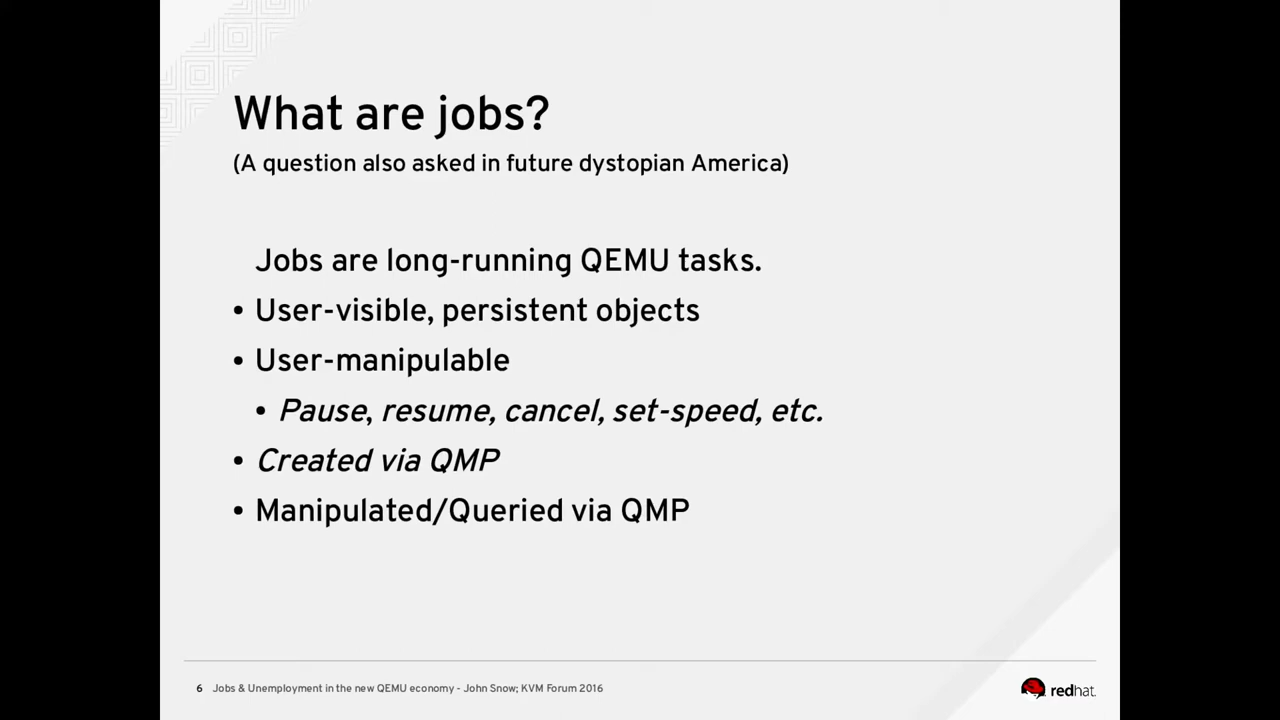 What are jobs?
(A question also asked in future dystopian America)
Jobs are long-running QEMU tasks.
• User-visible, persistent objects
• User-manipulable
• Pause, resume, cancel, set-speed, etc.
• Created via QMP
• Manipulated/Queried via QMP
6 Jobs & Unemployment in the new QEMU economy - John Snow; KVM Forum 2016
redhat.